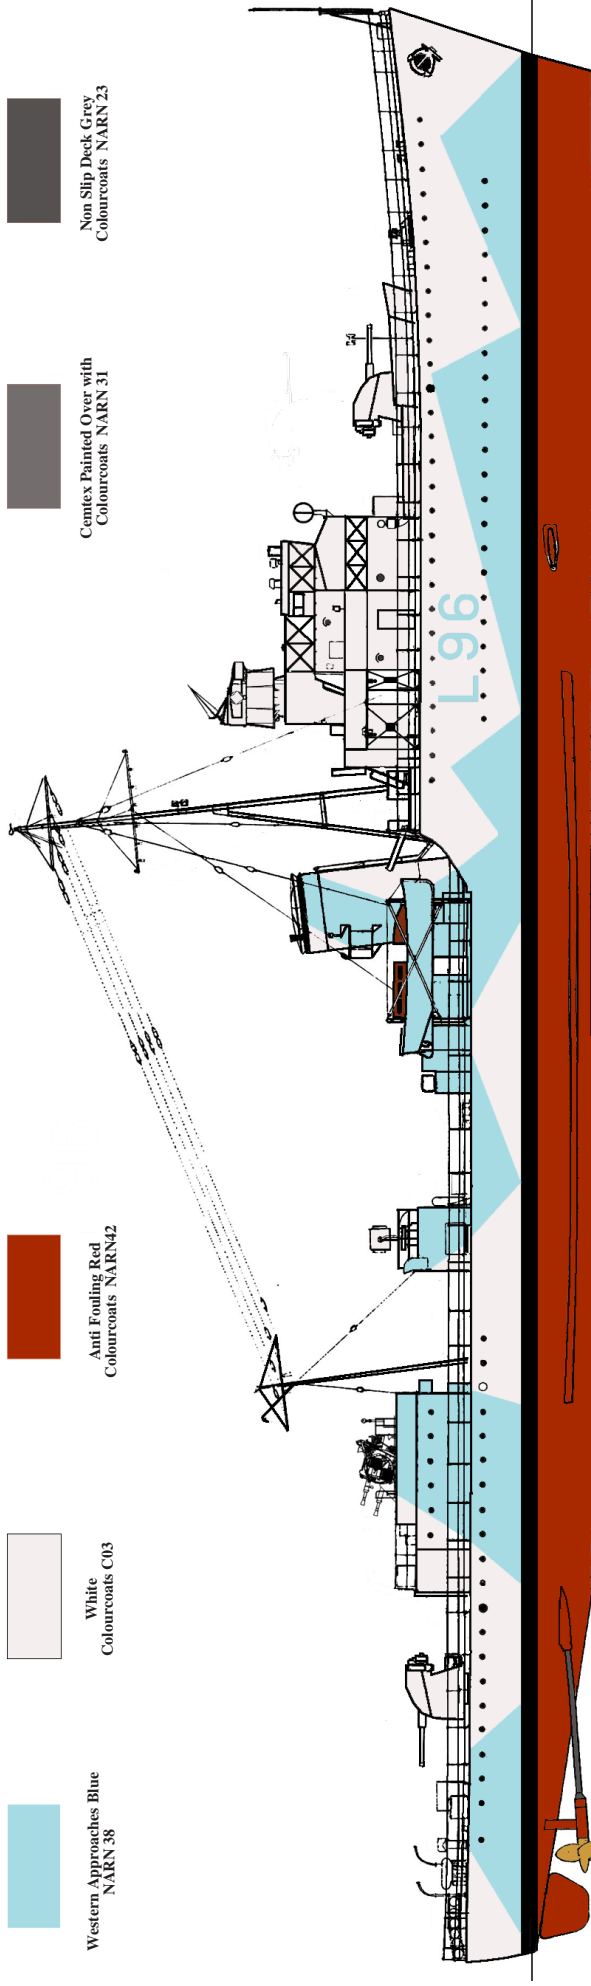 Western Approaches Blue
NARN 38
White
Colourcoats C03
Anti Fouling Red
Colourcoats NARN42
Cemtex Painted Over with
Colourcoats NARN 31
Non Slip Deck Grey
Colourcoats NARN 23
L96